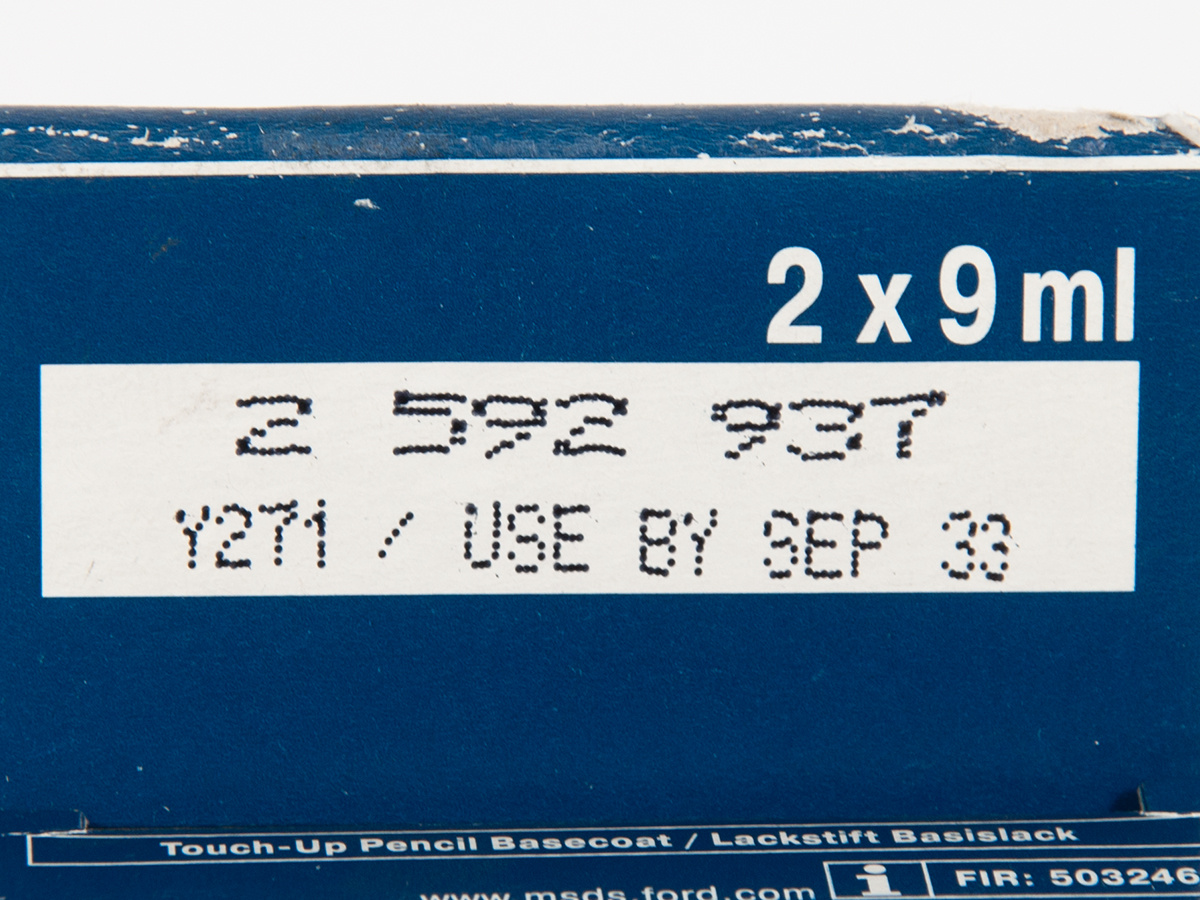 2 x 9 ml
2 592 937
Y271 / USE BY SEP 33
Touch-Up Pencil Basecoat / Lackstift Basislack
www.msds.ford.com
FIR: 503246